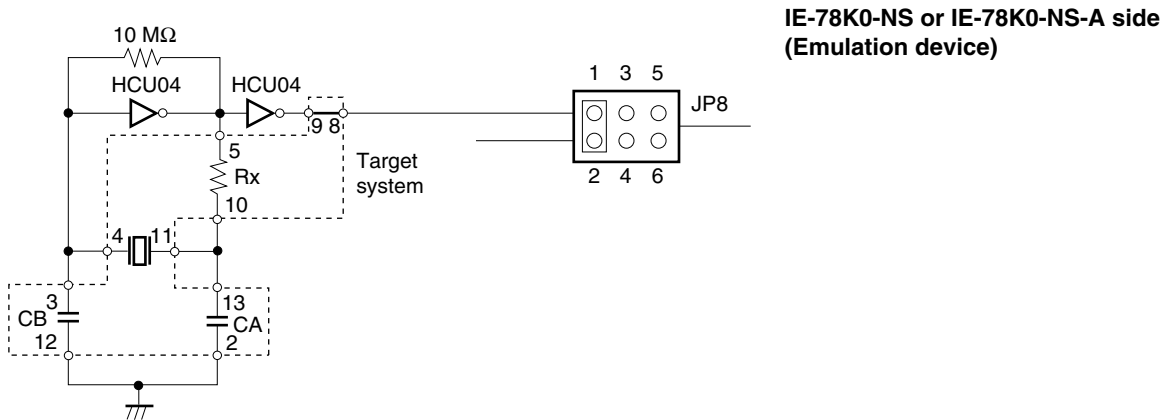 IE-78K0-NS or IE-78K0-NS-A side
(Emulation device)
10 MΩ
HCU04 HCU04
1 3 5
JP8
9 8
5
Target
system
Rx
2 4 6
10
4 11
3 13
CB CA
12 2